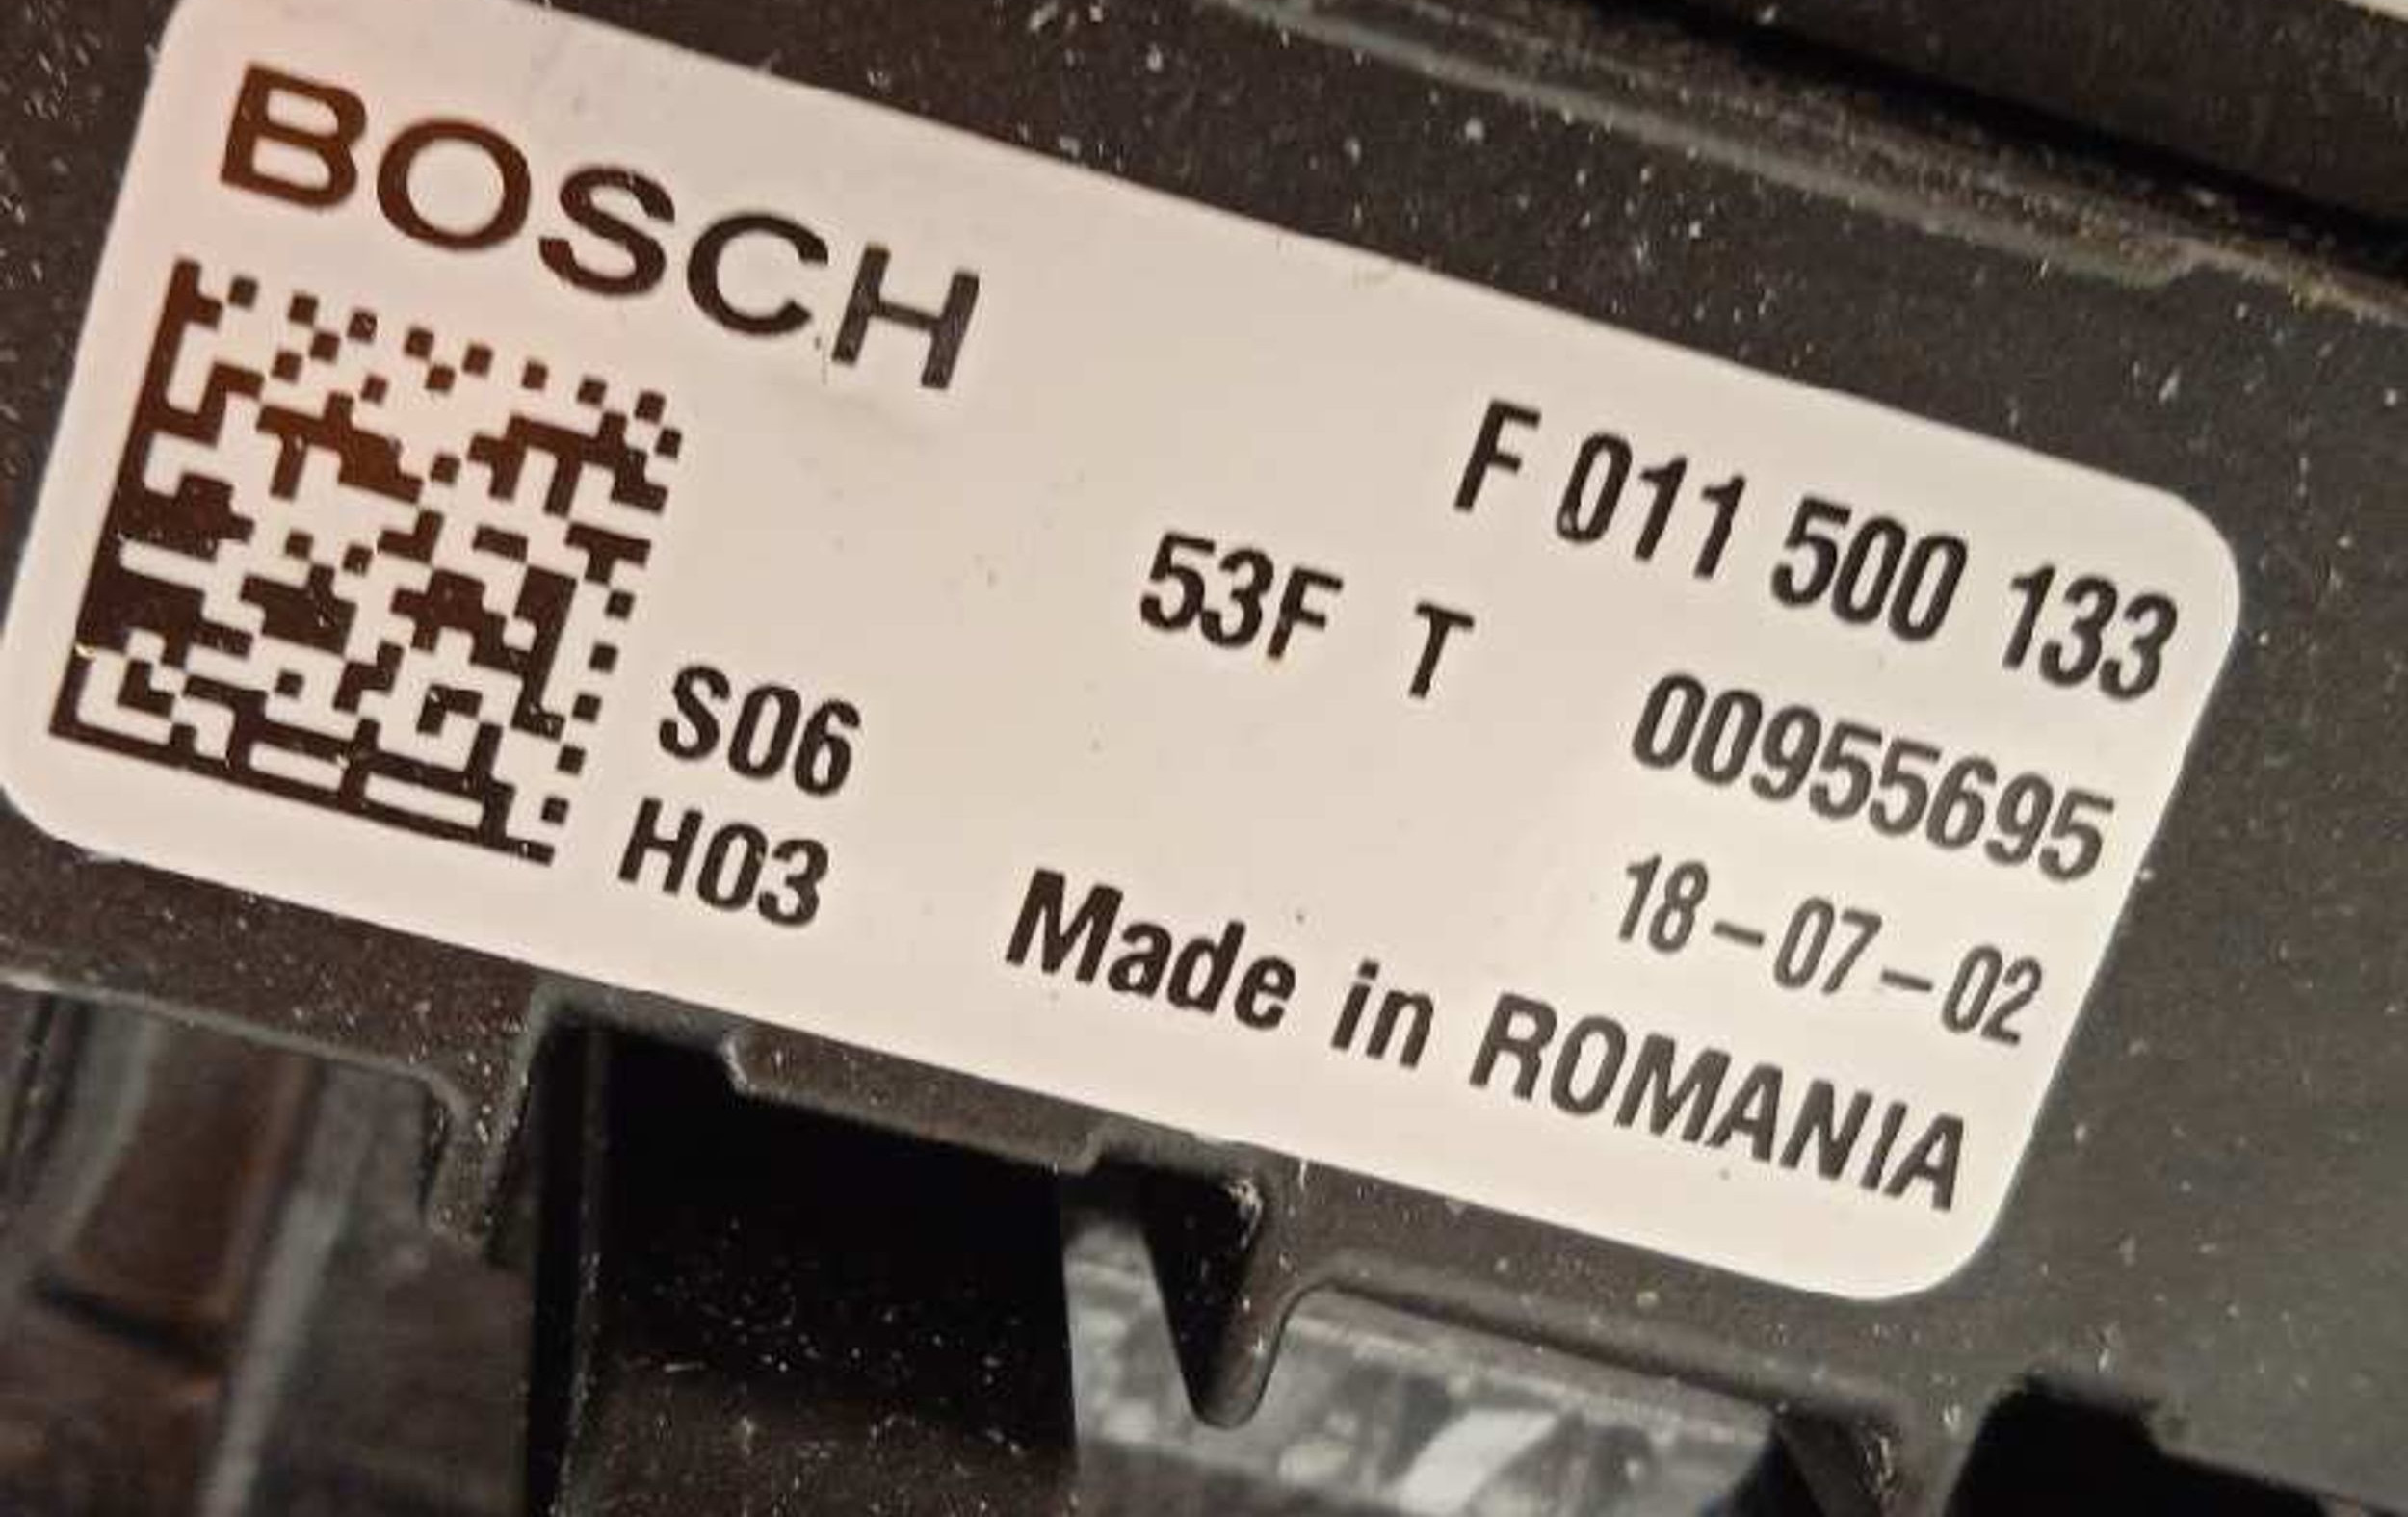 BOSCH
F 011 500 133
53F T 00955695
S06 18-07-02
H03 Made in ROMANIA